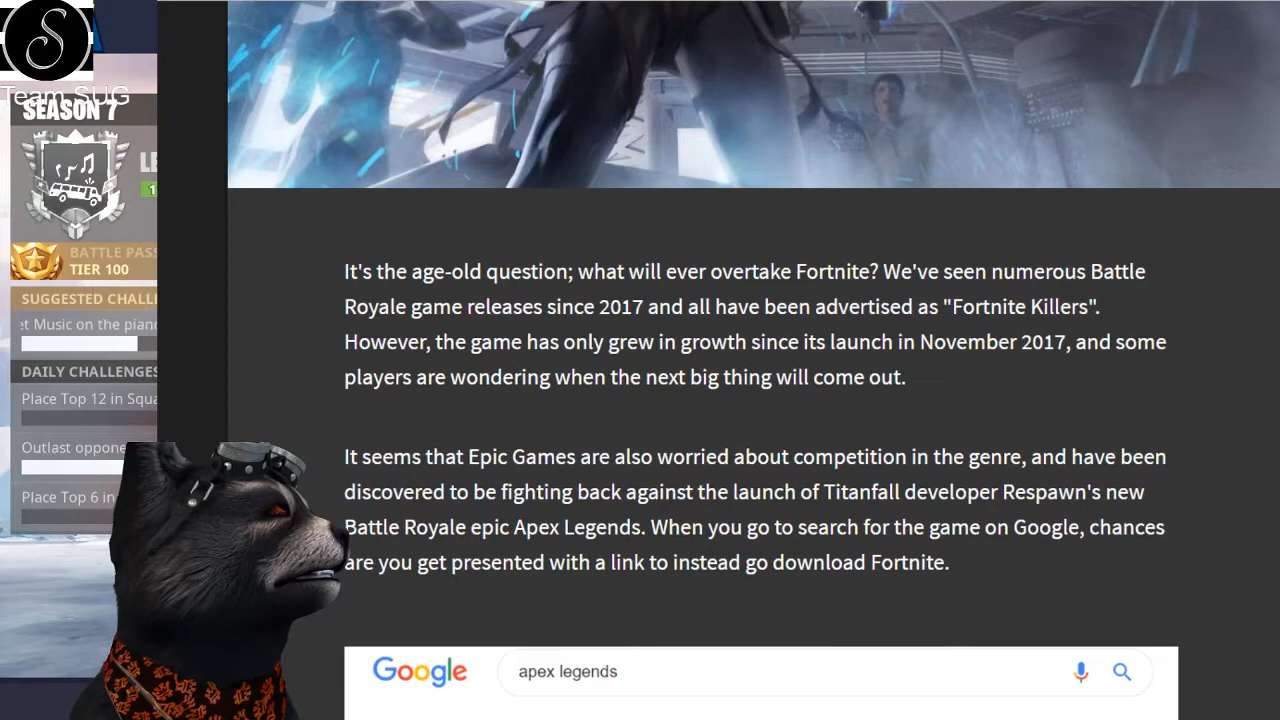 S
Team SUG
SEASON 7
LE
1
BATTLE PASS
TIER 100
SUGGESTED CHALL
et Music on the piano
DAILY CHALLENGES
Place Top 12 in Squa
Outlast oppone
Place Top 6 in
It's the age-old question; what will ever overtake Fortnite? We've seen numerous Battle
Royale game releases since 2017 and all have been advertised as "Fortnite Killers".
However, the game has only grew in growth since its launch in November 2017, and some
players are wondering when the next big thing will come out.
It seems that Epic Games are also worried about competition in the genre, and have been
discovered to be fighting back against the launch of Titanfall developer Respawn's new
Battle Royale epic Apex Legends. When you go to search for the game on Google, chances
are you get presented with a link to instead go download Fortnite.
Google
apex legends